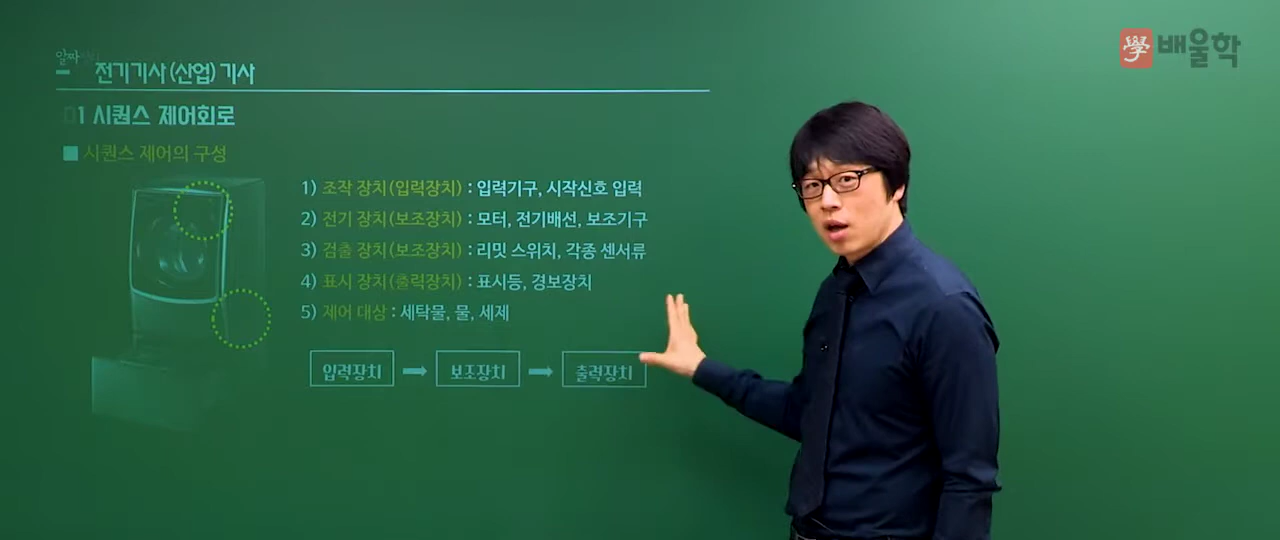 알짜
전기기사(산업)기사
學 배울학
01 시퀀스 제어회로
시퀀스 제어의 구성
1) 조작 장치(입력장치) : 입력기구, 시작신호 입력
2) 전기 장치(보조장치) : 모터, 전기배선, 보조기구
3) 검출 장치(보조장치) : 리밋 스위치, 각종 센서류
4) 표시 장치(출력장치) : 표시등, 경보장치
5) 제어 대상 : 세탁물, 물, 세제
입력장치 → 보조장치 → 출력장치